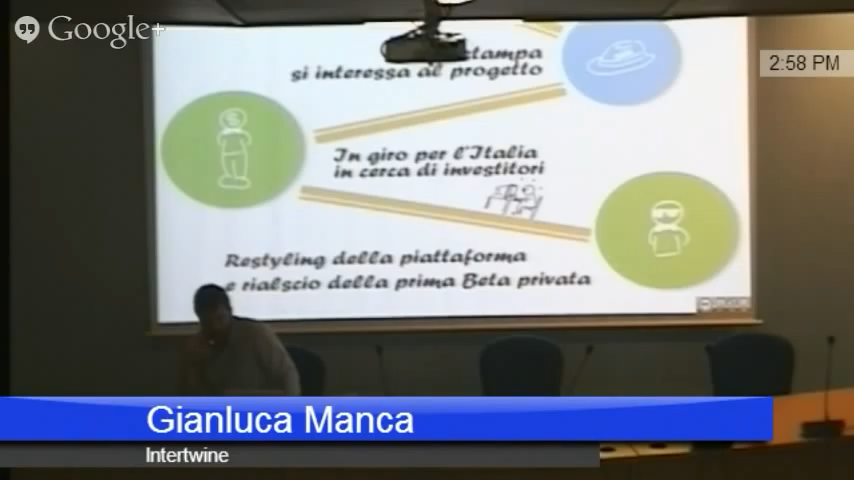 Google+
2:58 PM
stampa
si interessa al progetto
In giro per l'Italia
in cerca di investitori
Restyling della piattaforma
e rialscio della prima Beta privata
Gianluca Manca
Intertwine